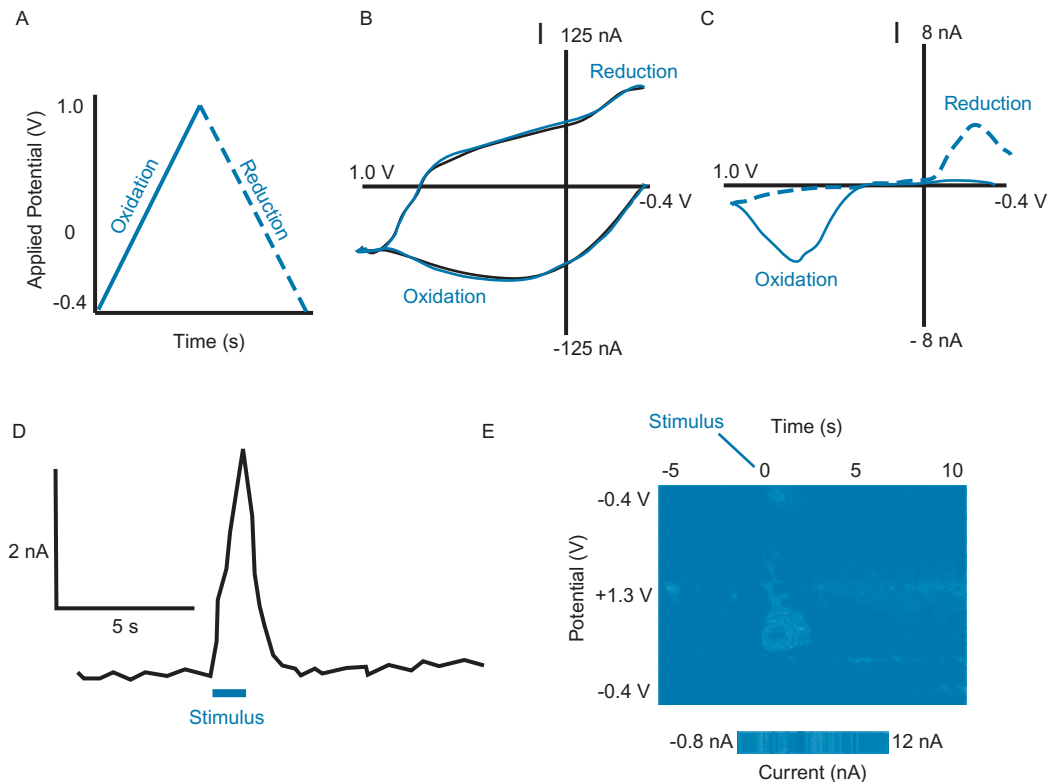 A
1.0
0
-0.4
Applied Potential (V)
Oxidation
Reduction
Time (s)
B
I
125 nA
Reduction
1.0 V
-0.4 V
Oxidation
-125 nA
C
I
8 nA
Reduction
1.0 V
-0.4 V
Oxidation
- 8 nA
D
2 nA
5 s
Stimulus
E
Stimulus
Time (s)
-5 0 5 10
-0.4 V
+1.3 V
-0.4 V
Potential (V)
-0.8 nA 12 nA
Current (nA)